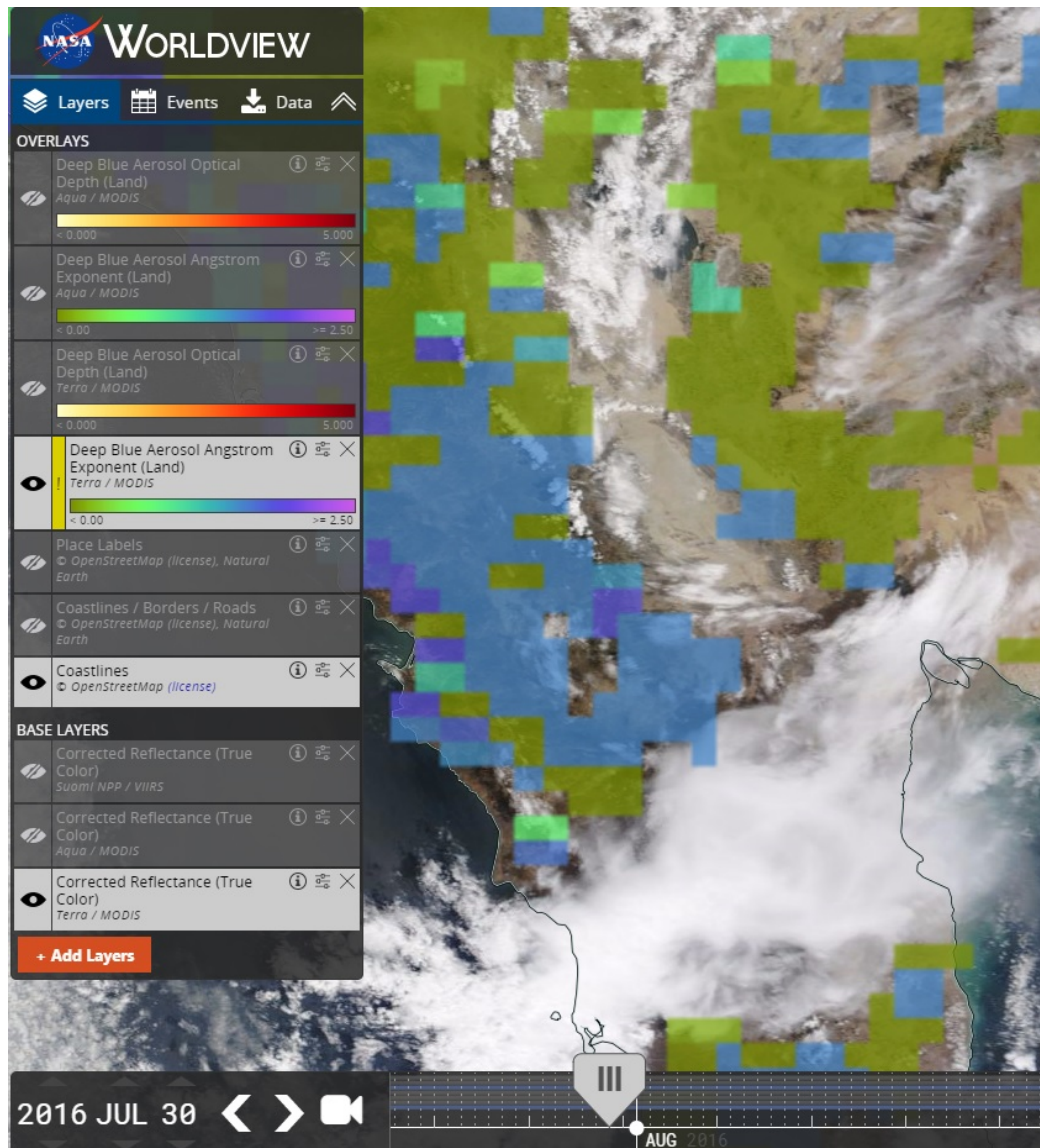 NASA WORLDVIEW
Layers Events Data
OVERLAYS
Deep Blue Aerosol Optical
Depth (Land)
Aqua / MODIS
< 0.000 5.000
Deep Blue Aerosol Angstrom
Exponent (Land)
Aqua / MODIS
< 0.00 >= 2.50
Deep Blue Aerosol Optical
Depth (Land)
Terra / MODIS
< 0.000 5.000
Deep Blue Aerosol Angstrom
Exponent (Land)
Terra / MODIS
< 0.00 >= 2.50
Place Labels
© OpenStreetMap (license), Natural
Earth
Coastlines / Borders / Roads
© OpenStreetMap (license), Natural
Earth
Coastlines
© OpenStreetMap (license)
BASE LAYERS
Corrected Reflectance (True
Color)
Suomi NPP / VIIRS
Corrected Reflectance (True
Color)
Aqua / MODIS
Corrected Reflectance (True
Color)
Terra / MODIS
+ Add Layers
2016 JUL 30
AUG 2016